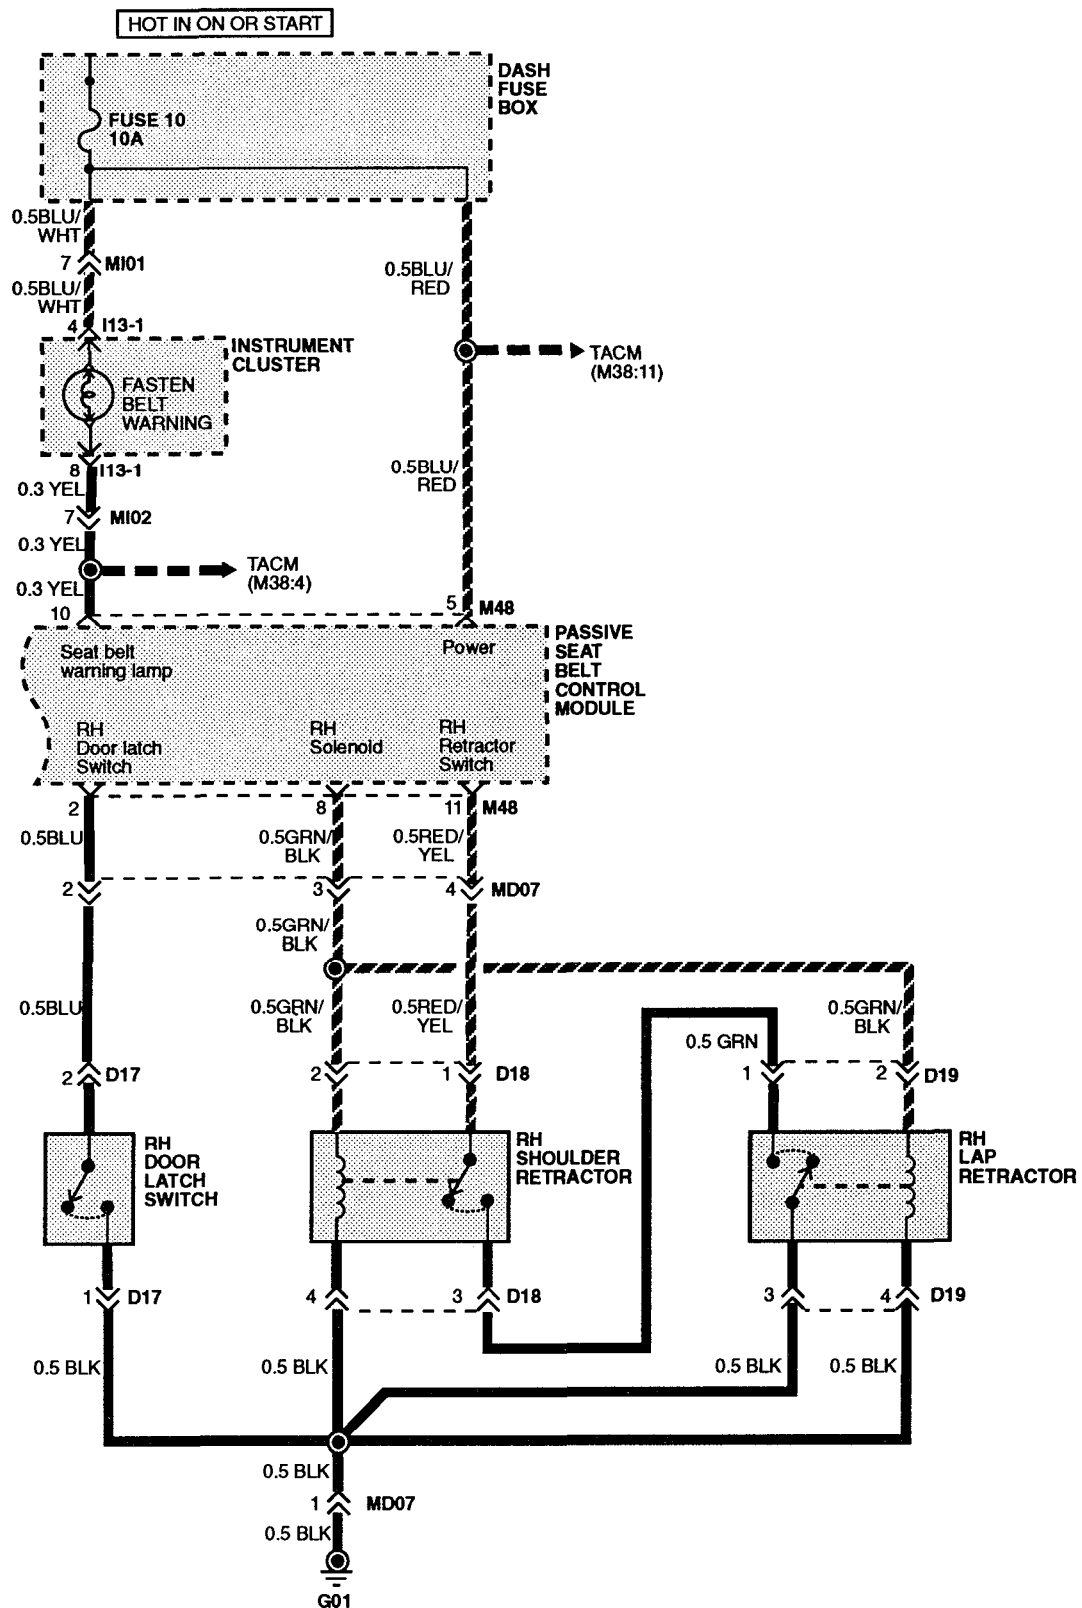 HOT IN ON OR START
DASH
FUSE
BOX
FUSE 10
10A
0.5BLU/
WHT
7
MI01
0.5BLU/
RED
0.5BLU/
WHT
4
I13-1
INSTRUMENT
CLUSTER
TACM
(M38:11)
FASTEN
BELT
WARNING
8
I13-1
0.5BLU/
RED
0.3 YEL
7
MI02
0.3 YEL
TACM
(M38:4)
0.3 YEL
10
5
M48
PASSIVE
SEAT
BELT
CONTROL
MODULE
Seat belt
warning lamp
Power
RH
Door latch
Switch
RH
Solenoid
RH
Retractor
Switch
2
8
11
M48
0.5BLU
0.5GRN/
BLK
0.5RED/
YEL
2
3
4
MD07
0.5GRN/
BLK
0.5BLU
0.5GRN/
BLK
0.5RED/
YEL
0.5GRN/
BLK
0.5 GRN
2
D17
2
1
D18
1
2
D19
RH
DOOR
LATCH
SWITCH
RH
SHOULDER
RETRACTOR
RH
LAP
RETRACTOR
1
D17
4
3
D18
3
4
D19
0.5 BLK
0.5 BLK
0.5 BLK
0.5 BLK
0.5 BLK
1
MD07
0.5 BLK
G01